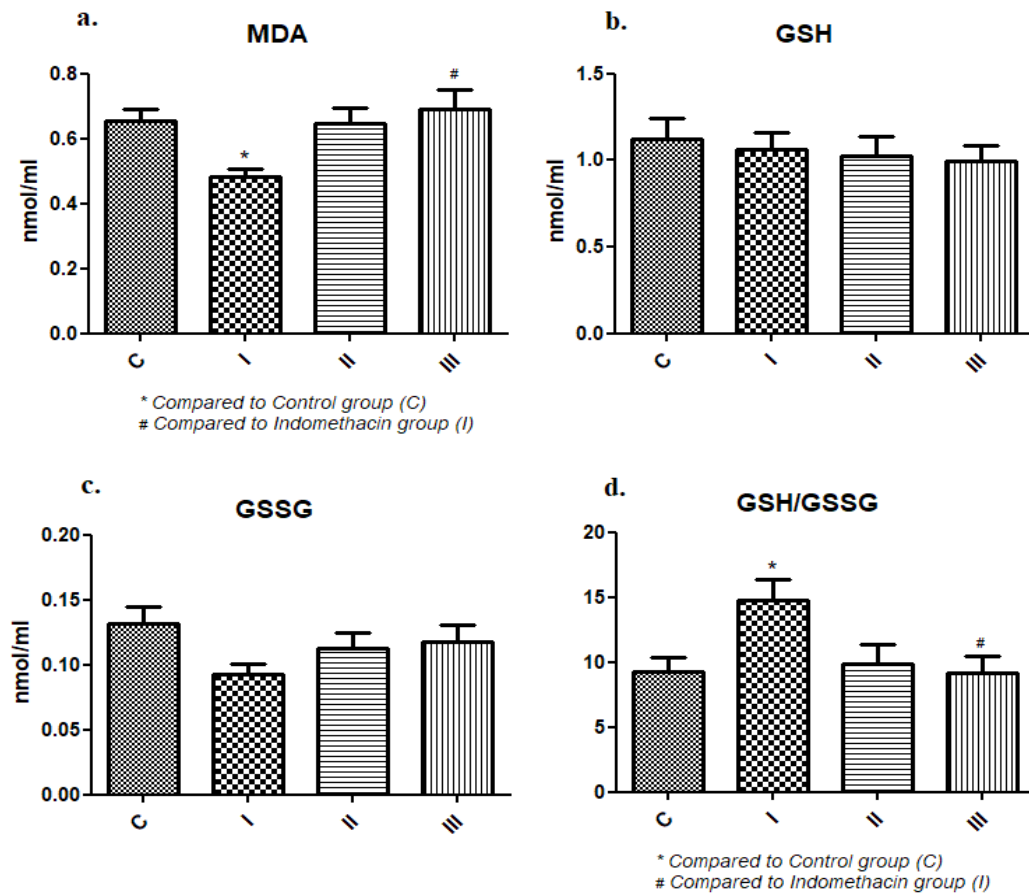 a.
MDA
nmol/ml
0.8
0.6
0.4
0.2
0.0
*
#
C
I
II
III
* Compared to Control group (C)
# Compared to Indomethacin group (I)
b.
GSH
nmol/ml
1.5
1.0
0.5
0.0
C
I
II
III
c.
GSSG
nmol/ml
0.20
0.15
0.10
0.05
0.00
C
I
II
III
d.
GSH/GSSG
20
15
10
5
0
*
#
C
I
II
III
* Compared to Control group (C)
# Compared to Indomethacin group (I)